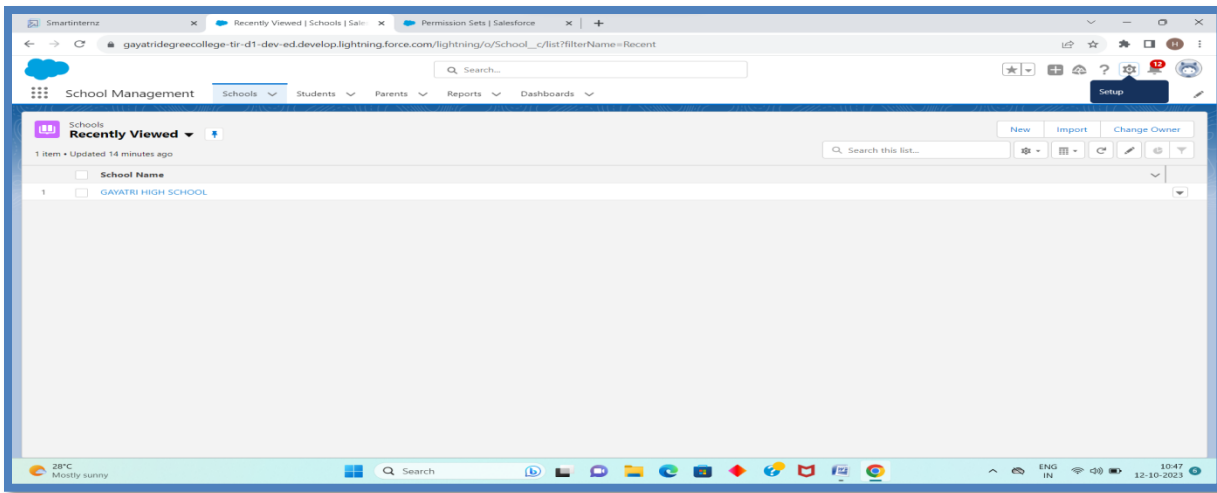 Smartinternz
Recently Viewed | Schools | Sale
Permission Sets | Salesforce
gayatridegreecollege-tir-d1-dev-ed.develop.lightning.force.com/lightning/o/School__c/list?filterName=Recent
H
Search...
12
School Management
Schools
Students
Parents
Reports
Dashboards
Setup
Schools
Recently Viewed
New
Import
Change Owner
1 item • Updated 14 minutes ago
Search this list...
School Name
1
GAYATRI HIGH SCHOOL
28°C
Mostly sunny
Search
ENG
IN
10:47
12-10-2023
6